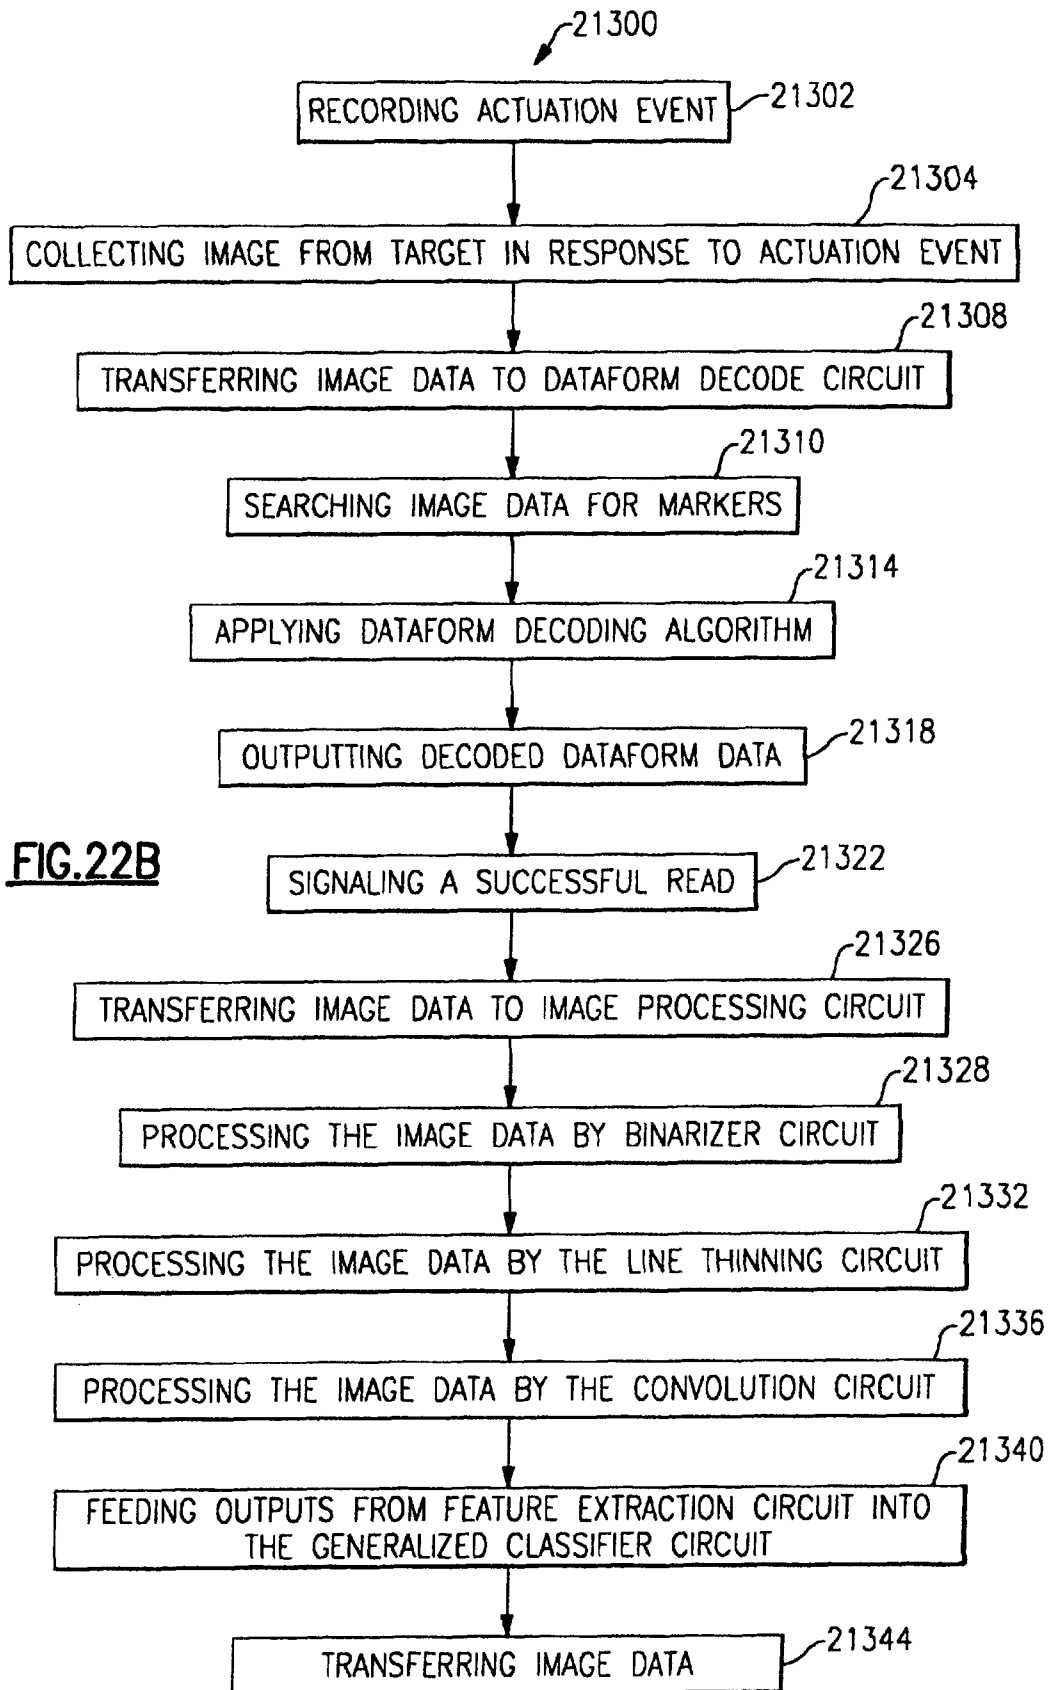 21300
RECORDING ACTUATION EVENT
21302
21304
COLLECTING IMAGE FROM TARGET IN RESPONSE TO ACTUATION EVENT
21308
TRANSFERRING IMAGE DATA TO DATAFORM DECODE CIRCUIT
21310
SEARCHING IMAGE DATA FOR MARKERS
21314
APPLYING DATAFORM DECODING ALGORITHM
21318
OUTPUTTING DECODED DATAFORM DATA
FIG.22B
21322
SIGNALING A SUCCESSFUL READ
21326
TRANSFERRING IMAGE DATA TO IMAGE PROCESSING CIRCUIT
21328
PROCESSING THE IMAGE DATA BY BINARIZER CIRCUIT
21332
PROCESSING THE IMAGE DATA BY THE LINE THINNING CIRCUIT
21336
PROCESSING THE IMAGE DATA BY THE CONVOLUTION CIRCUIT
21340
FEEDING OUTPUTS FROM FEATURE EXTRACTION CIRCUIT INTO
THE GENERALIZED CLASSIFIER CIRCUIT
21344
TRANSFERRING IMAGE DATA